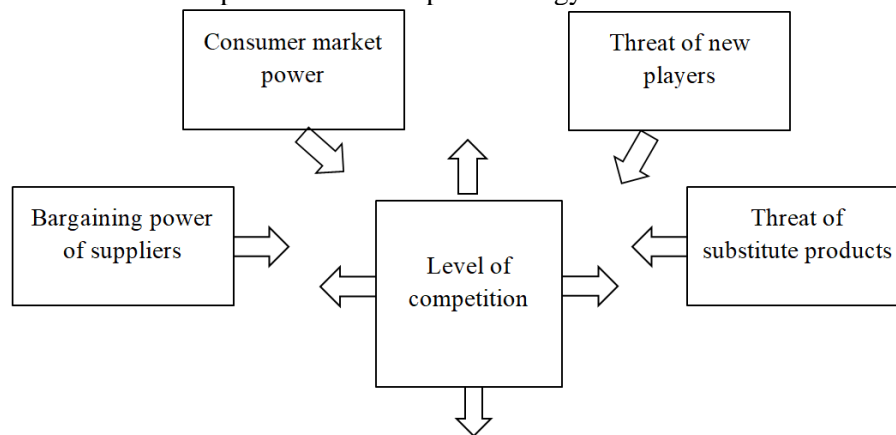 Consumer market
power
Threat of new
players
Bargaining power
of suppliers
Level of
competition
Threat of
substitute products